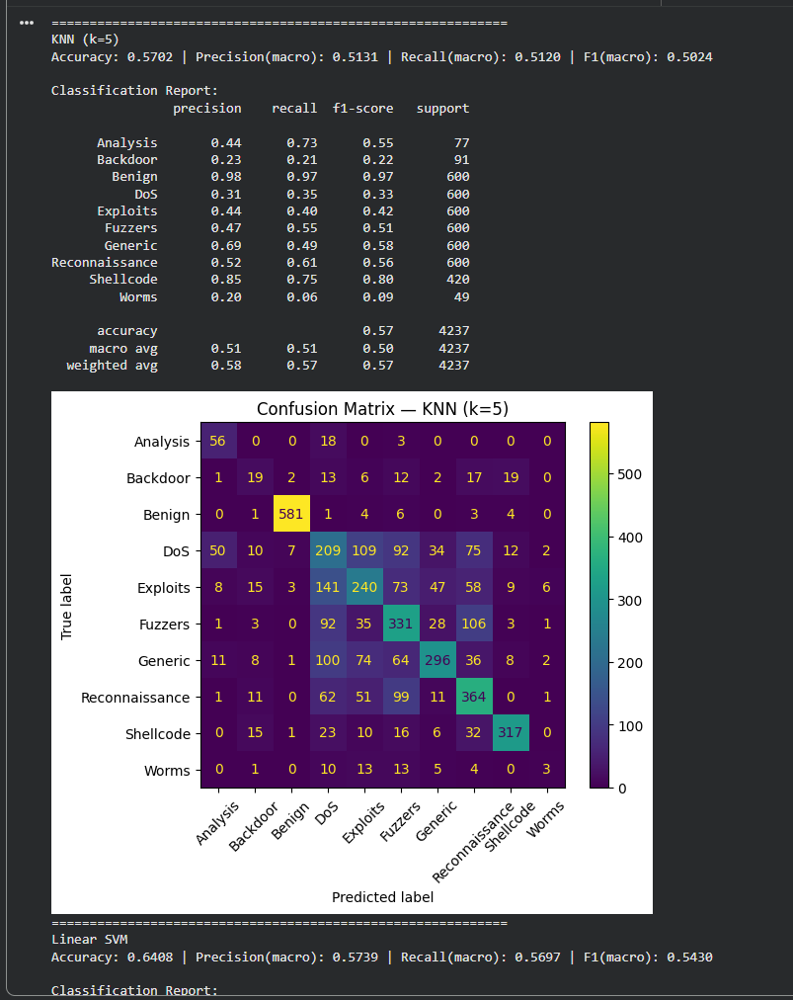 •••
============================================================
KNN (k=5)
Accuracy: 0.5702 | Precision(macro): 0.5131 | Recall(macro): 0.5120 | F1(macro): 0.5024
Classification Report:
precision recall f1-score support
Analysis 0.44 0.73 0.55 77
Backdoor 0.23 0.21 0.22 91
Benign 0.98 0.97 0.97 600
DoS 0.31 0.35 0.33 600
Exploits 0.44 0.40 0.42 600
Fuzzers 0.47 0.55 0.51 600
Generic 0.69 0.49 0.58 600
Reconnaissance 0.52 0.61 0.56 600
Shellcode 0.85 0.75 0.80 420
Worms 0.20 0.06 0.09 49
accuracy 0.57 4237
macro avg 0.51 0.51 0.50 4237
weighted avg 0.58 0.57 0.57 4237
Confusion Matrix — KNN (k=5)
Analysis 56 0 0 18 0 3 0 0 0 0
Backdoor 1 19 2 13 6 12 2 17 19 0
Benign 0 1 581 1 4 6 0 3 4 0
DoS 50 10 7 209 109 92 34 75 12 2
Exploits 8 15 3 141 240 73 47 58 9 6
Fuzzers 1 3 0 92 35 331 28 106 3 1
Generic 11 8 1 100 74 64 296 36 8 2
Reconnaissance 1 11 0 62 51 99 11 364 0 1
Shellcode 0 15 1 23 10 16 6 32 317 0
Worms 0 1 0 10 13 13 5 4 0 3
True label
Analysis Backdoor Benign DoS Exploits Fuzzers Generic Reconnaissance Shellcode Worms
Predicted label
500
400
300
200
100
0
============================================================
Linear SVM
Accuracy: 0.6408 | Precision(macro): 0.5739 | Recall(macro): 0.5697 | F1(macro): 0.5430
Classification Report: